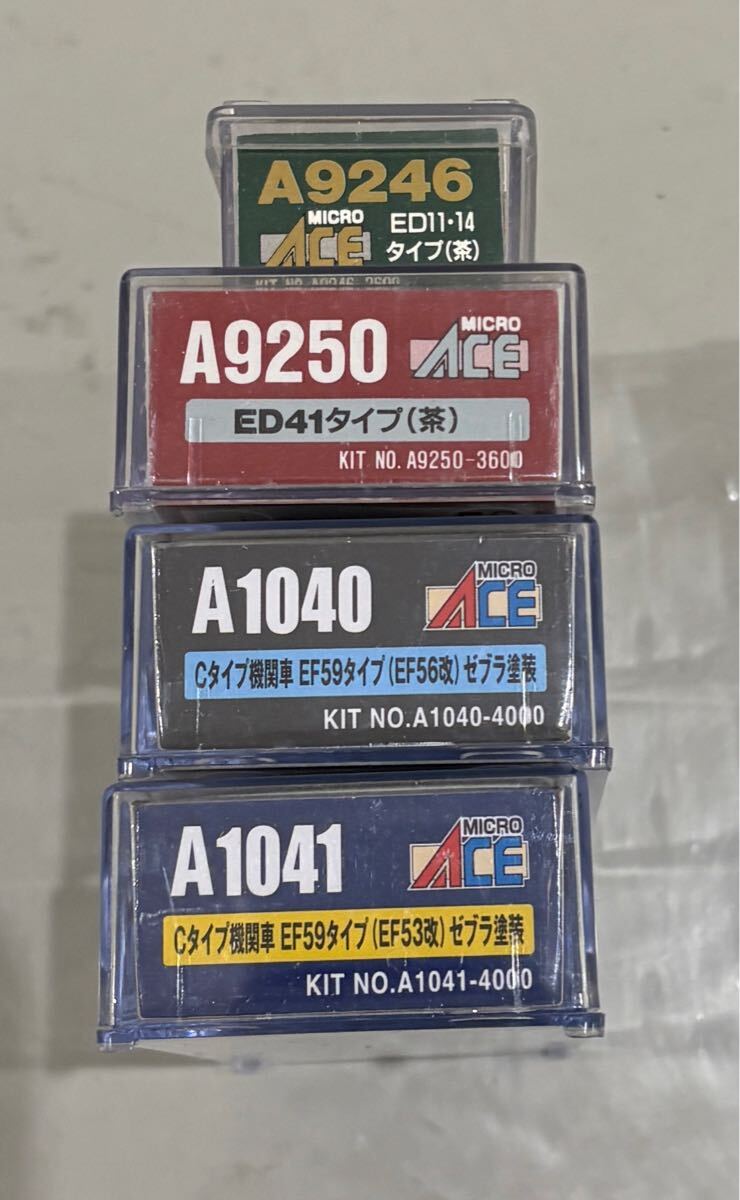 A9246
MICRO
ACE
ED11・14
タイプ(茶)
KIT NO. A9246-3600
A9250
MICRO
ACE
ED41タイプ(茶)
KIT NO. A9250-3600
A1040
MICRO
ACE
Cタイプ機関車 EF59タイプ(EF56改) ゼブラ塗装
KIT NO.A1040-4000
A1041
MICRO
ACE
Cタイプ機関車 EF59タイプ(EF53改) ゼブラ塗装
KIT NO.A1041-4000